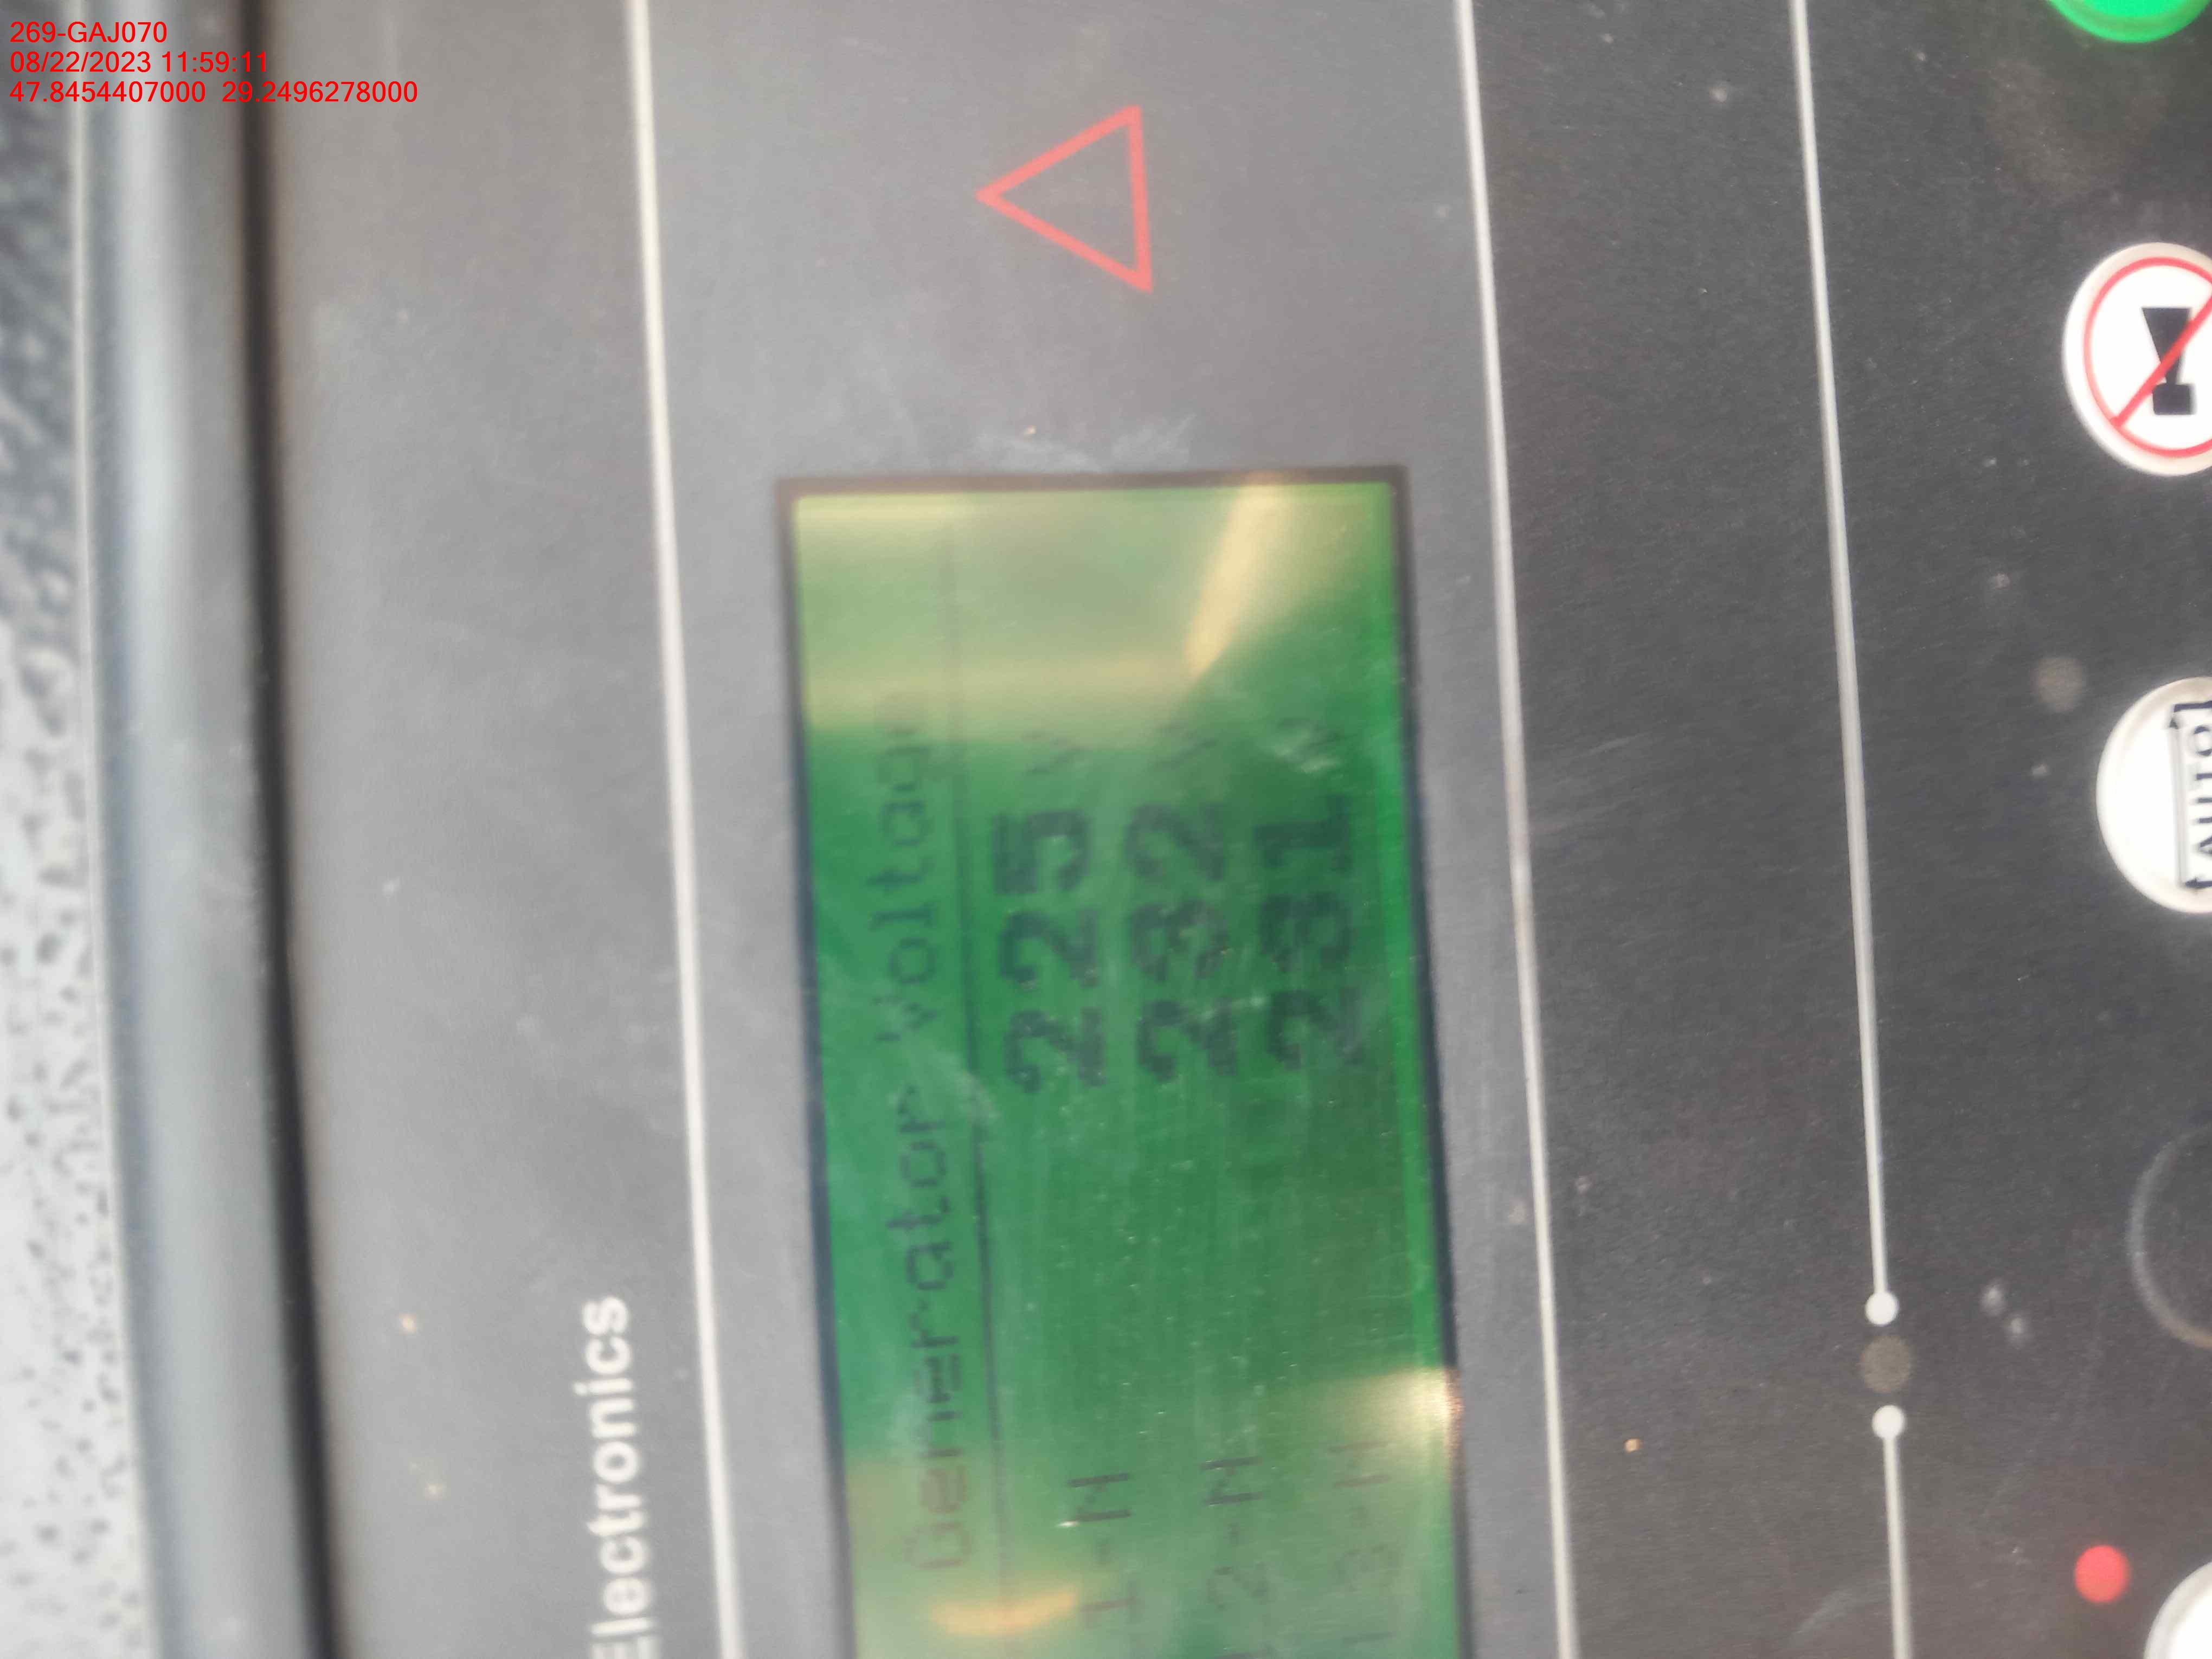 269-GAJ070
08/22/2023 11:59:11
47.8454407000 29.2496278000
Electronics
Generator Voltage
L1-N 225 V
L2-N 232 V
L3-N 231 V
AUTO